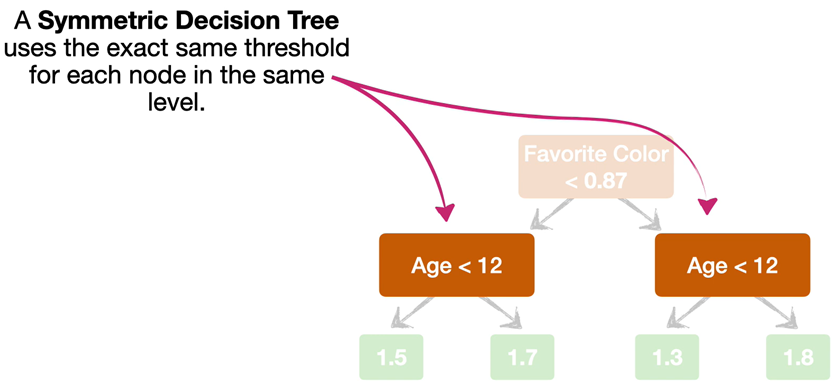 A Symmetric Decision Tree
uses the exact same threshold
for each node in the same
level.
Favorite Color
< 0.87
Age < 12
Age < 12
1.5
1.7
1.3
1.8